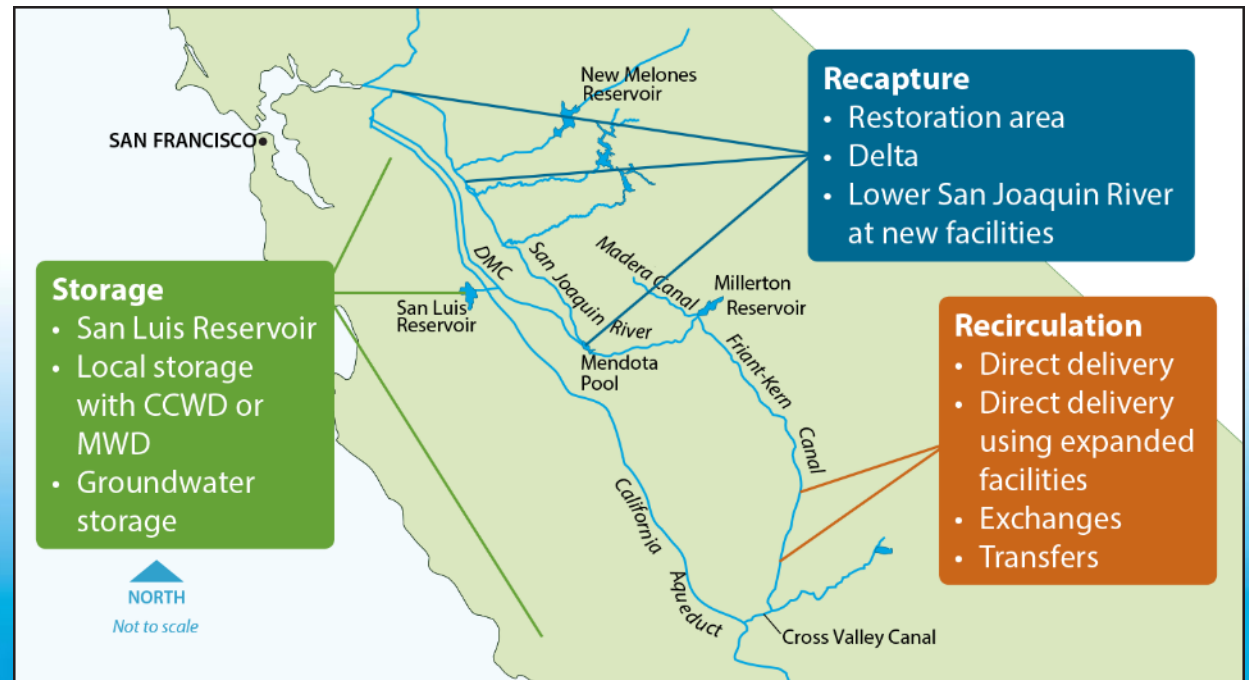 New Melones
Reservoir
SAN FRANCISCO
Recapture
• Restoration area
• Delta
• Lower San Joaquin River
at new facilities
Storage
• San Luis Reservoir
• Local storage
with CCWD or
MWD
• Groundwater
storage
DMC
San Joaquin River
Madera Canal
Millerton
Reservoir
San Luis
Reservoir
Mendota
Pool
Friant-Kern Canal
Recirculation
• Direct delivery
• Direct delivery
using expanded
facilities
• Exchanges
• Transfers
California Aqueduct
Cross Valley Canal
NORTH
Not to scale